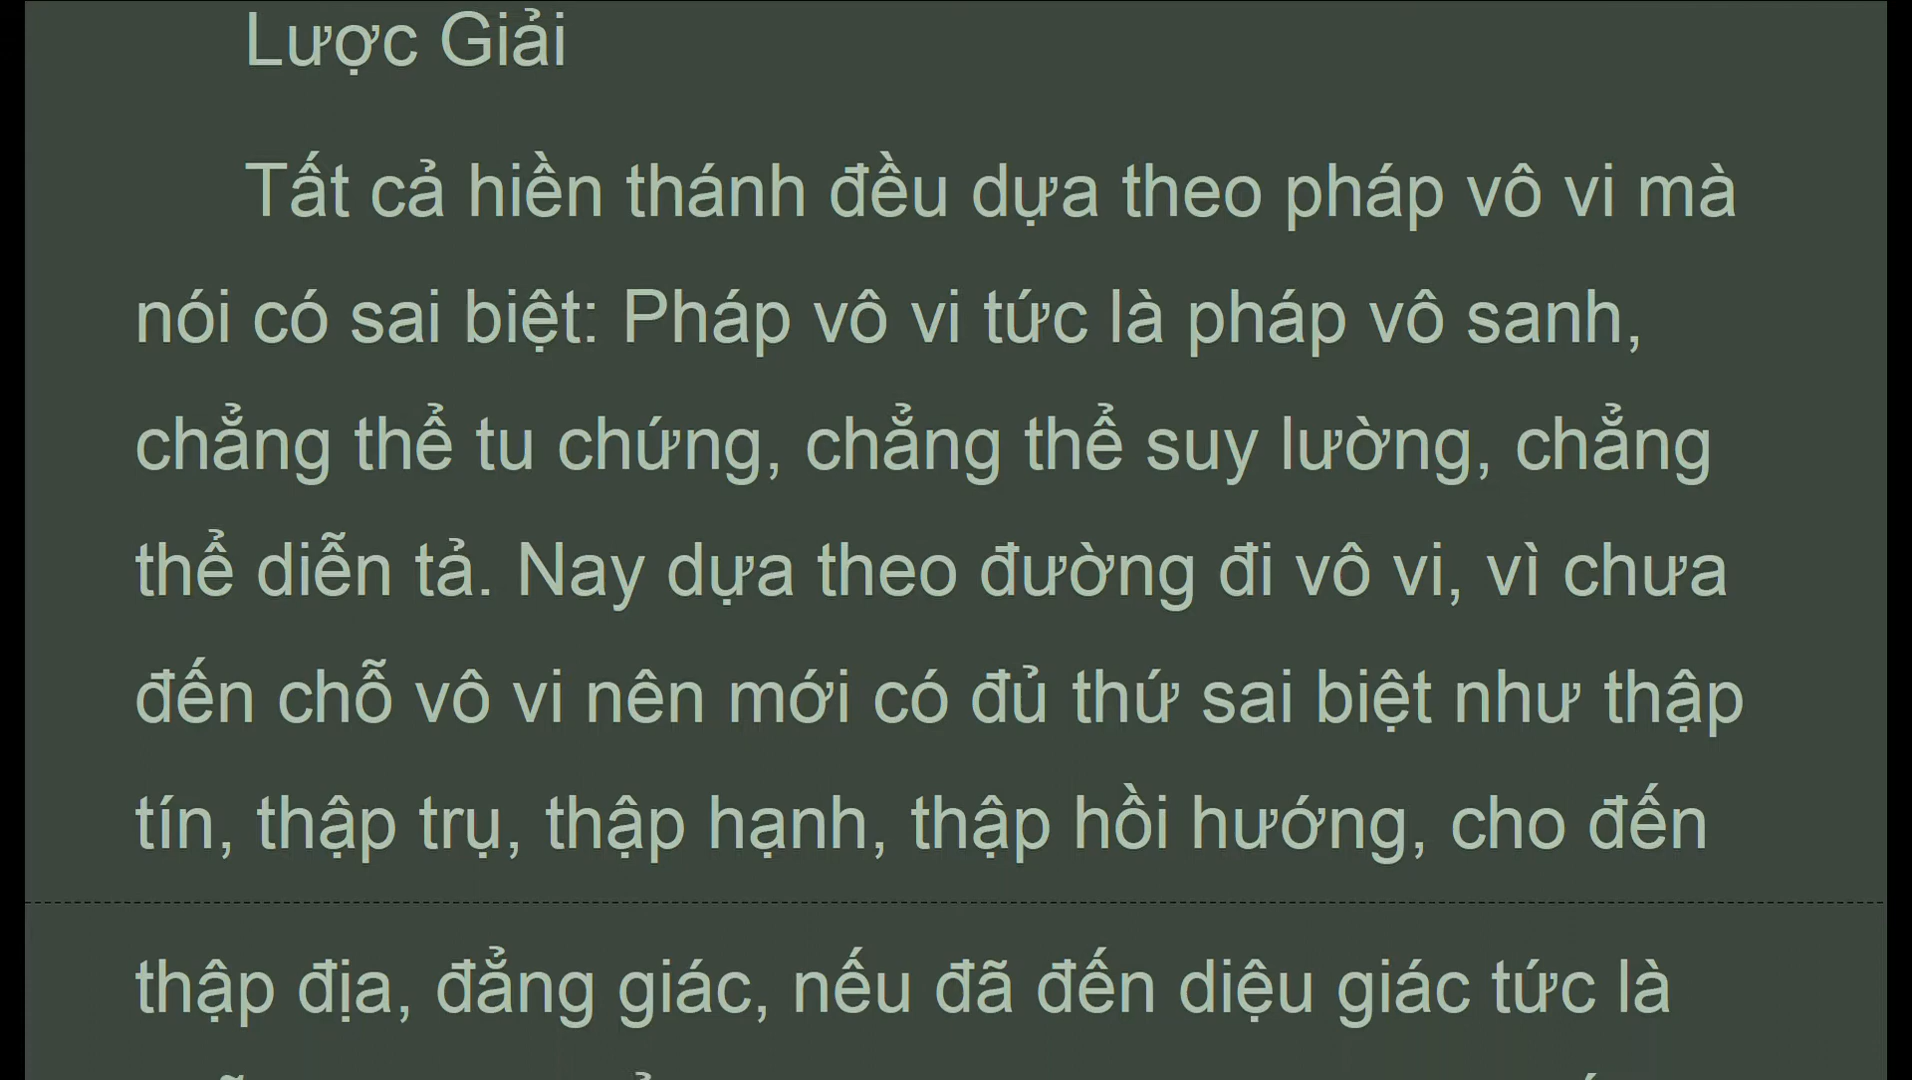 Lược Giải
Tất cả hiền thánh đều dựa theo pháp vô vi mà
nói có sai biệt: Pháp vô vi tức là pháp vô sanh,
chẳng thể tu chứng, chẳng thể suy lường, chẳng
thể diễn tả. Nay dựa theo đường đi vô vi, vì chưa
đến chỗ vô vi nên mới có đủ thứ sai biệt như thập
tín, thập trụ, thập hạnh, thập hồi hướng, cho đến
thập địa, đẳng giác, nếu đã đến diệu giác tức là